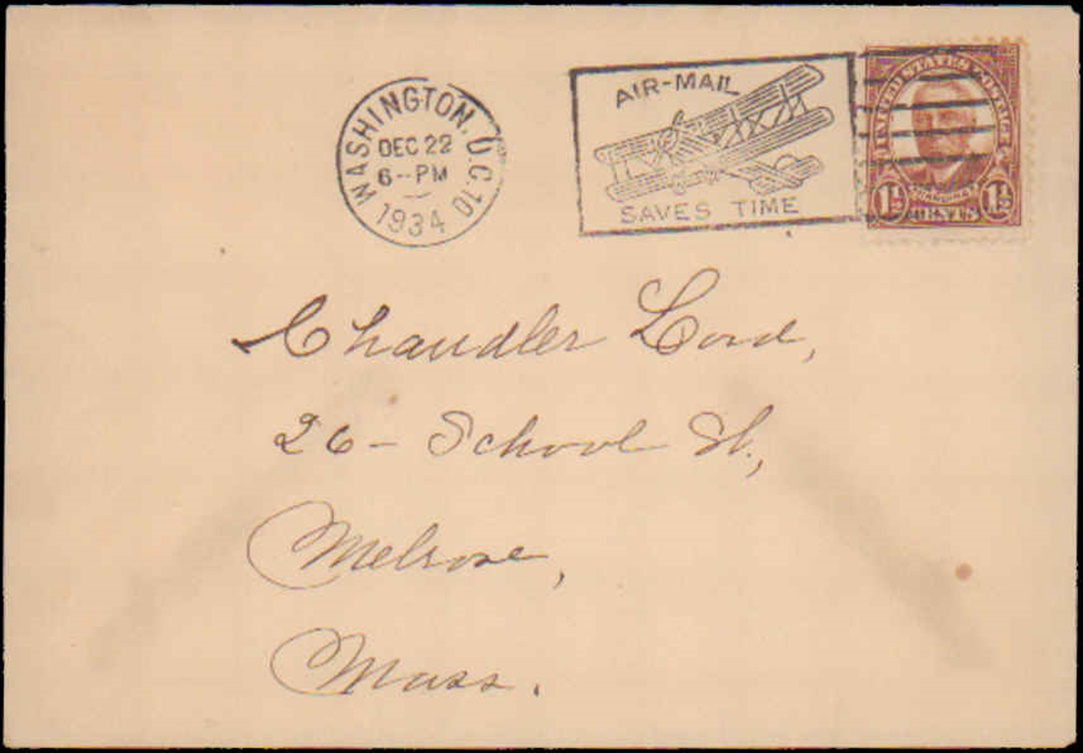 WASHINGTON, D.C. 10
DEC 22
6-PM
1934
AIR-MAIL
SAVES TIME
UNITED STATES POSTAGE
HARDING
1½ CENTS 1½
Chandler Lord,
26 - School St.,
Melrose,
Mass.